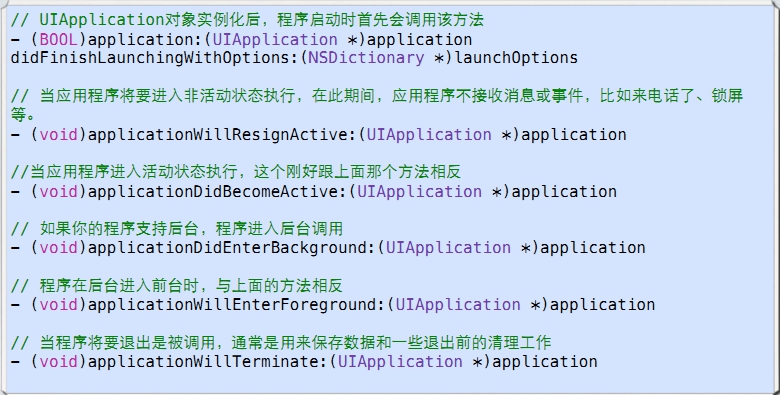 // UIApplication对象实例化后，程序启动时首先会调用该方法
- (BOOL)application:(UIApplication *)application
didFinishLaunchingWithOptions:(NSDictionary *)launchOptions
// 当应用程序将要进入非活动状态执行，在此期间，应用程序不接收消息或事件，比如来电话了、锁屏
等。
- (void)applicationWillResignActive:(UIApplication *)application
//当应用程序进入活动状态执行，这个刚好跟上面那个方法相反
- (void)applicationDidBecomeActive:(UIApplication *)application
// 如果你的程序支持后台，程序进入后台调用
- (void)applicationDidEnterBackground:(UIApplication *)application
// 程序在后台进入前台时，与上面的方法相反
- (void)applicationWillEnterForeground:(UIApplication *)application
// 当程序将要退出是被调用，通常是用来保存数据和一些退出前的清理工作
- (void)applicationWillTerminate:(UIApplication *)application